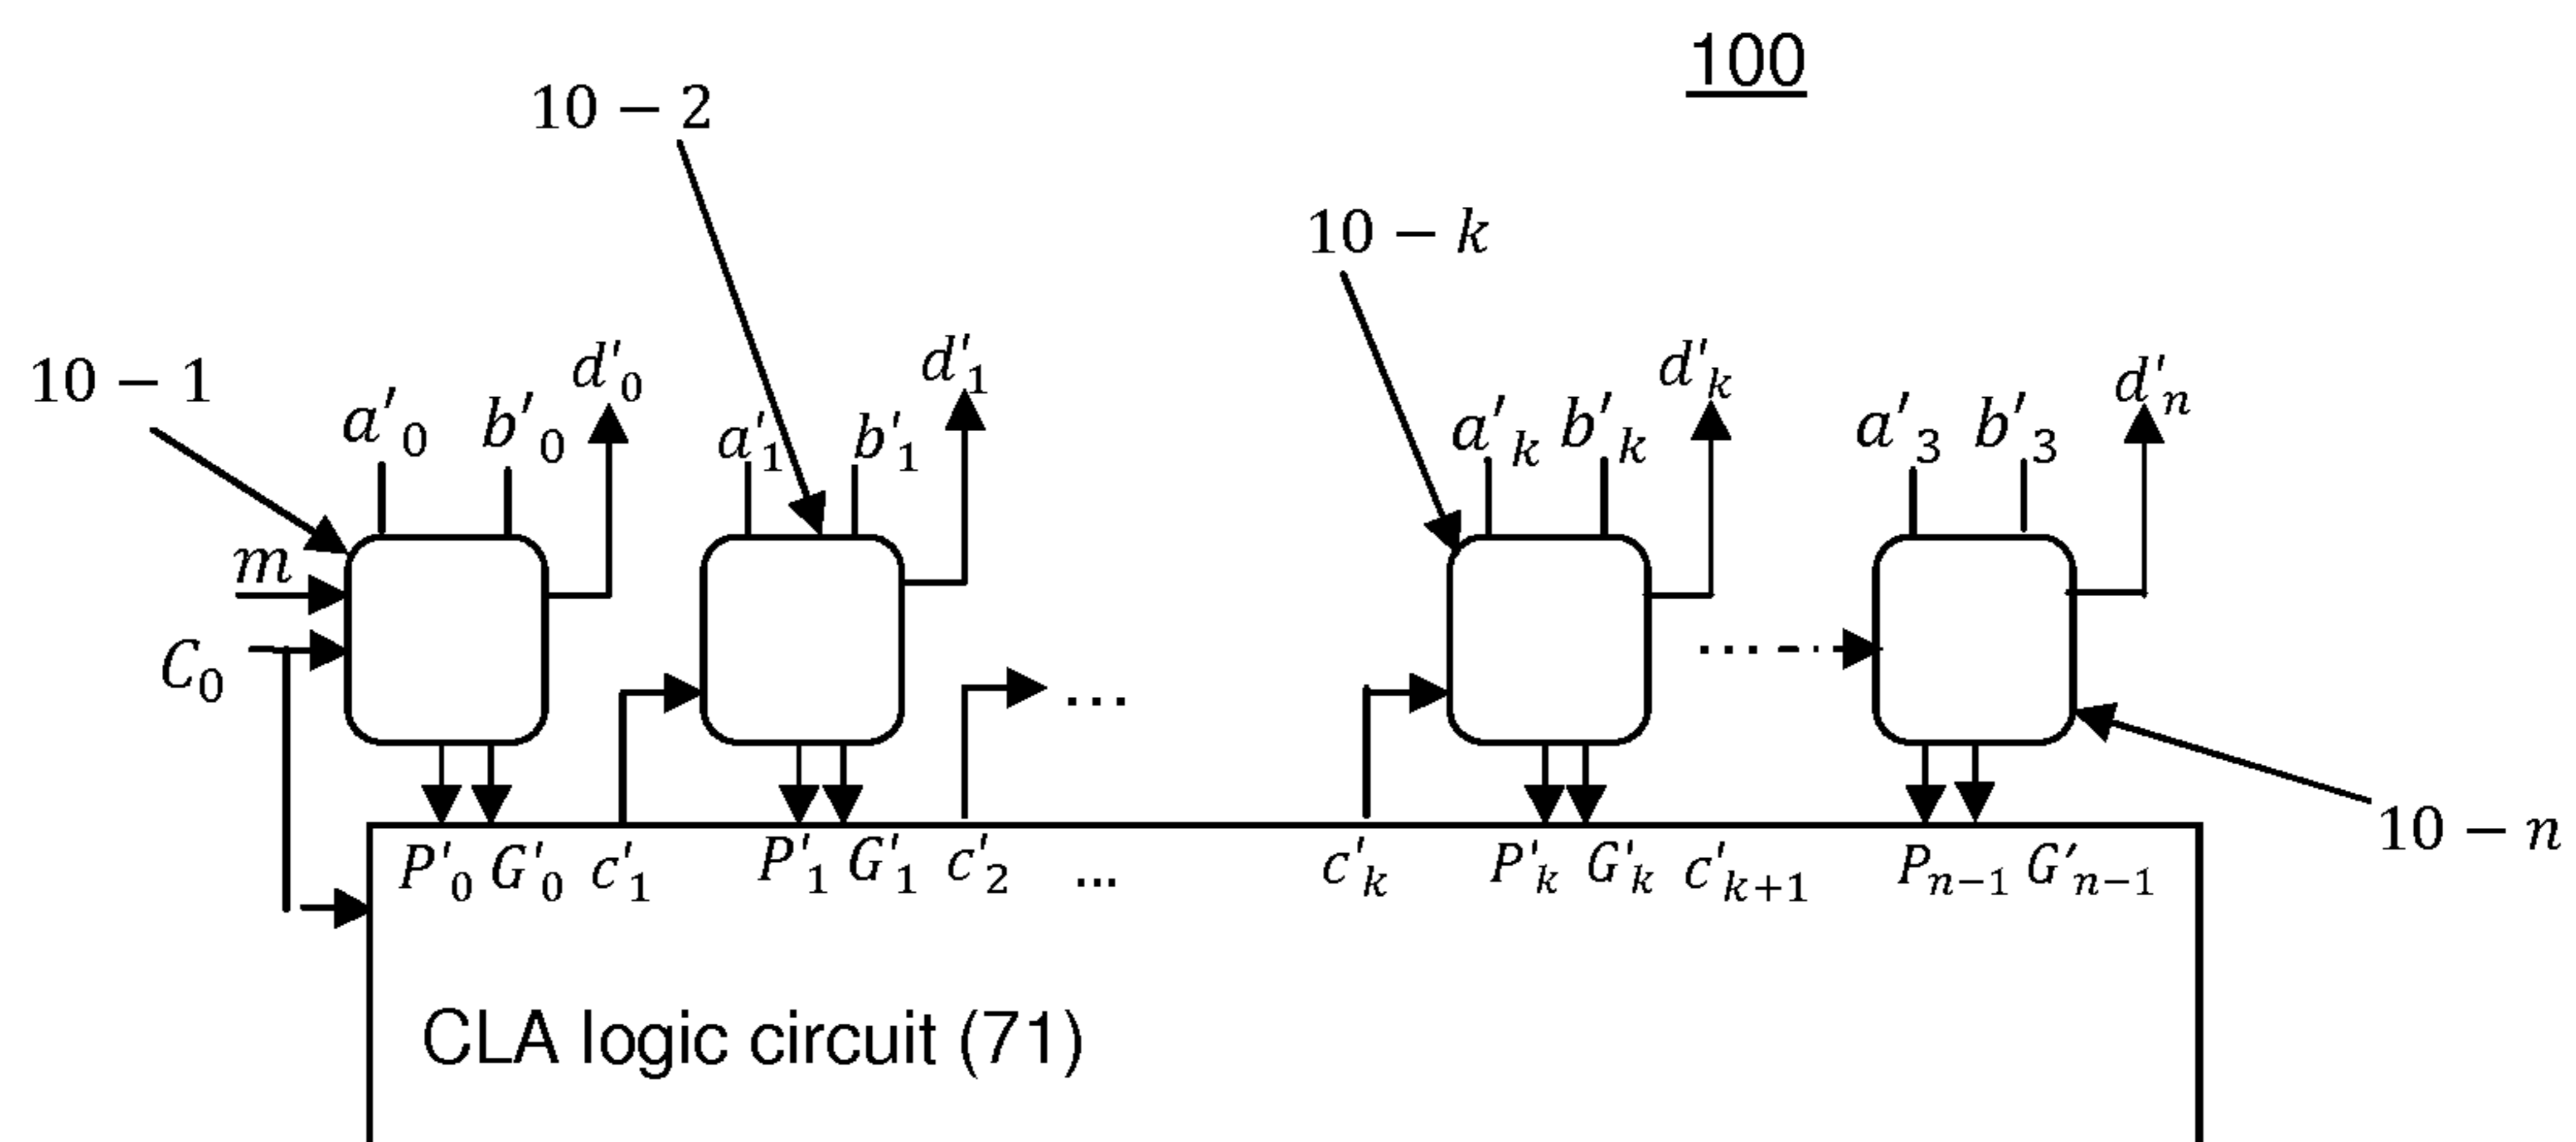 100
10 − 2
10 − k
10 − 1
a′₀ b′₀ d′₀
a′₁ b′₁ d′₁
a′ₖ b′ₖ d′ₖ
a′₃ b′₃ d′ₙ
m
C₀
...
....
10 − n
P′₀ G′₀ c′₁ P′₁ G′₁ c′₂ ... c′ₖ P′ₖ G′ₖ c′ₖ₊₁ Pₙ₋₁ G′ₙ₋₁
CLA logic circuit (71)